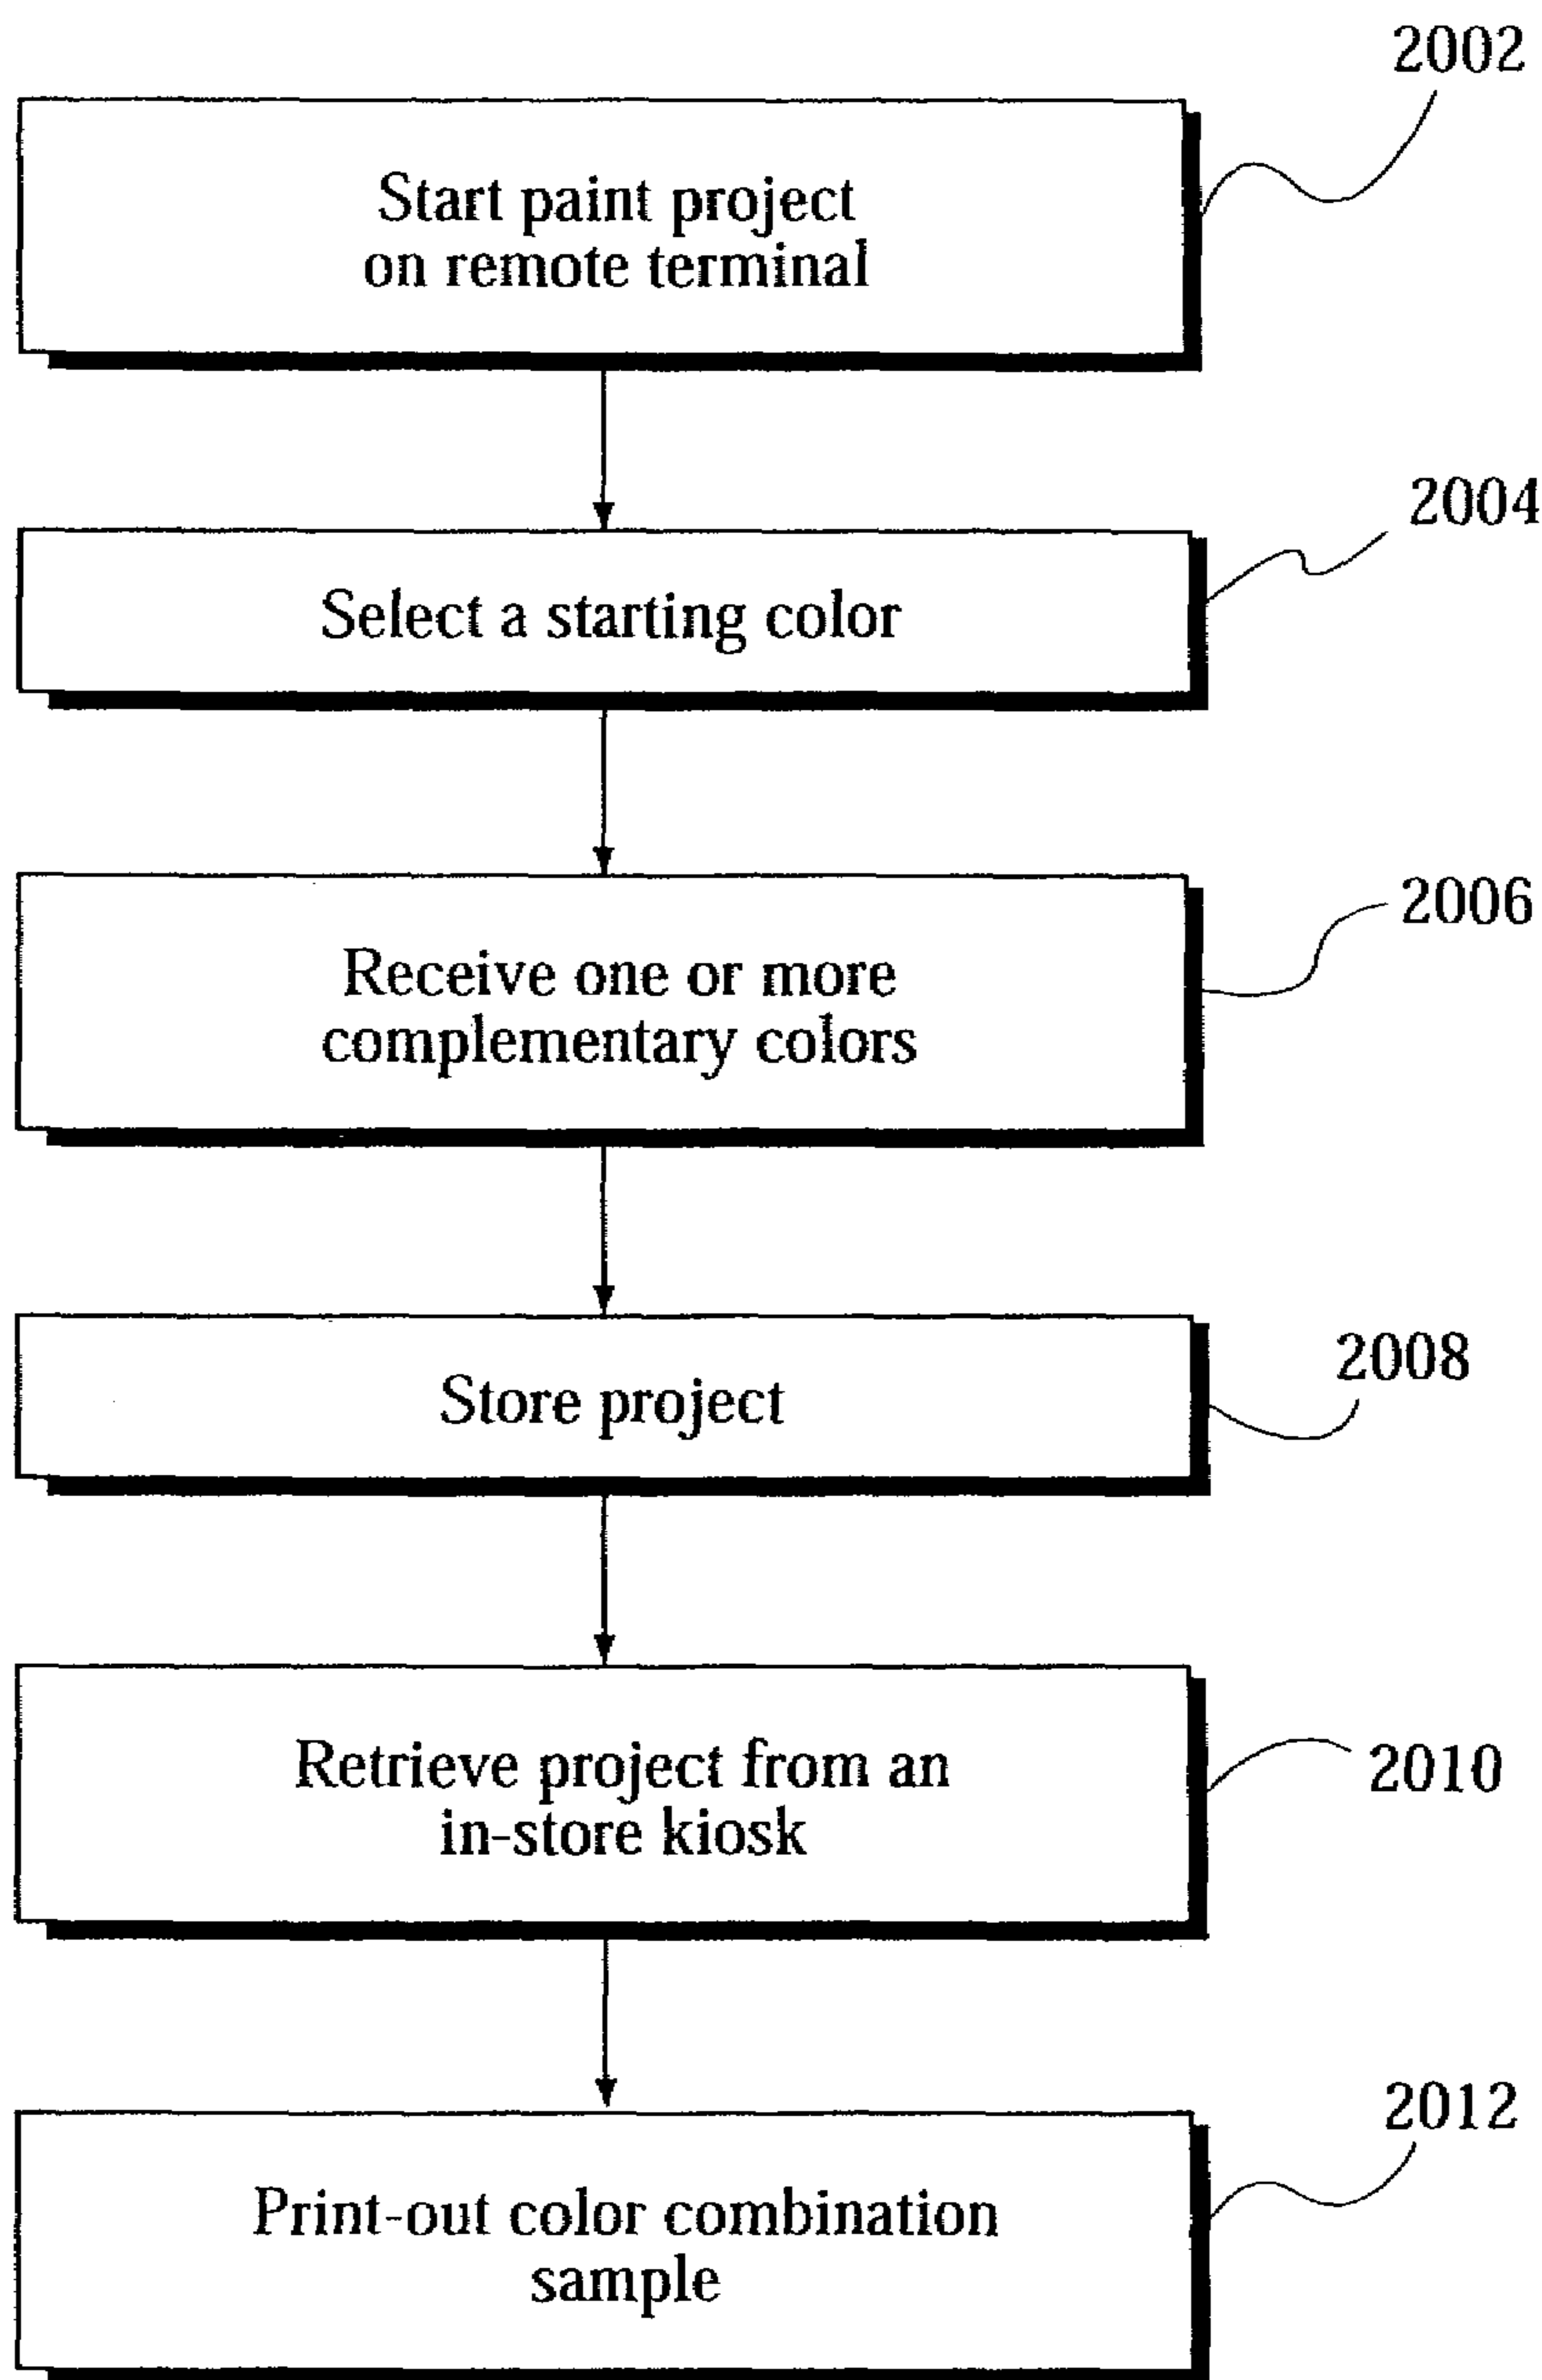 2002
Start paint project
on remote terminal
2004
Select a starting color
2006
Receive one or more
complementary colors
2008
Store project
2010
Retrieve project from an
in-store kiosk
2012
Print-out color combination
sample